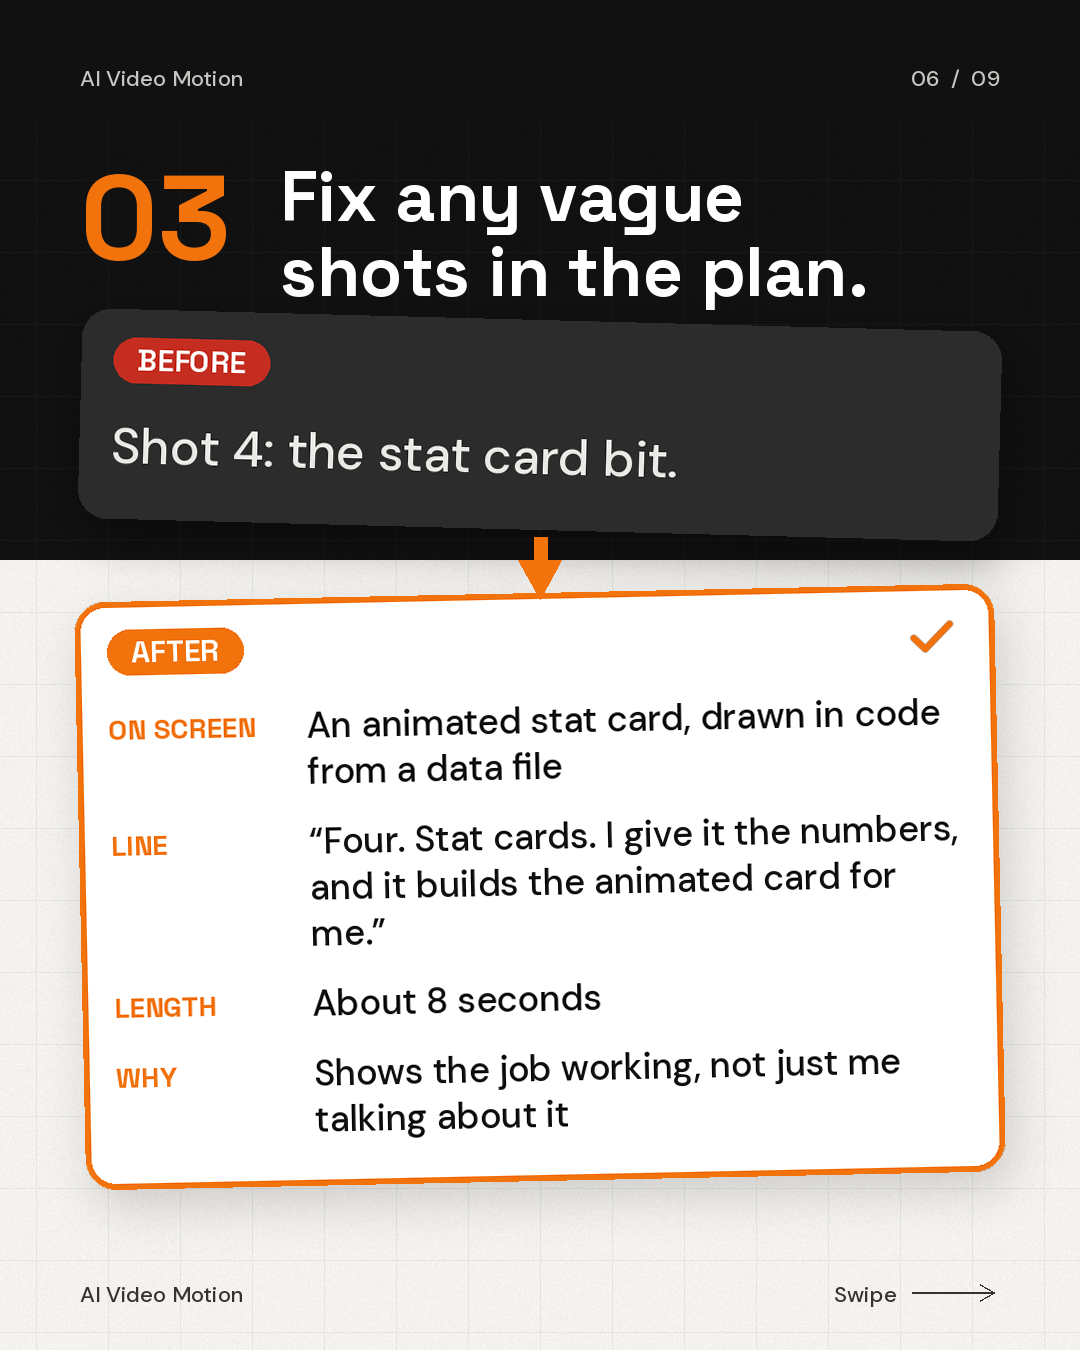 AI Video Motion
06 / 09
03
Fix any vague
shots in the plan.
BEFORE
Shot 4: the stat card bit.
AFTER
ON SCREEN
An animated stat card, drawn in code
from a data file
LINE
“Four. Stat cards. I give it the numbers,
and it builds the animated card for
me.”
LENGTH
About 8 seconds
WHY
Shows the job working, not just me
talking about it
AI Video Motion
Swipe